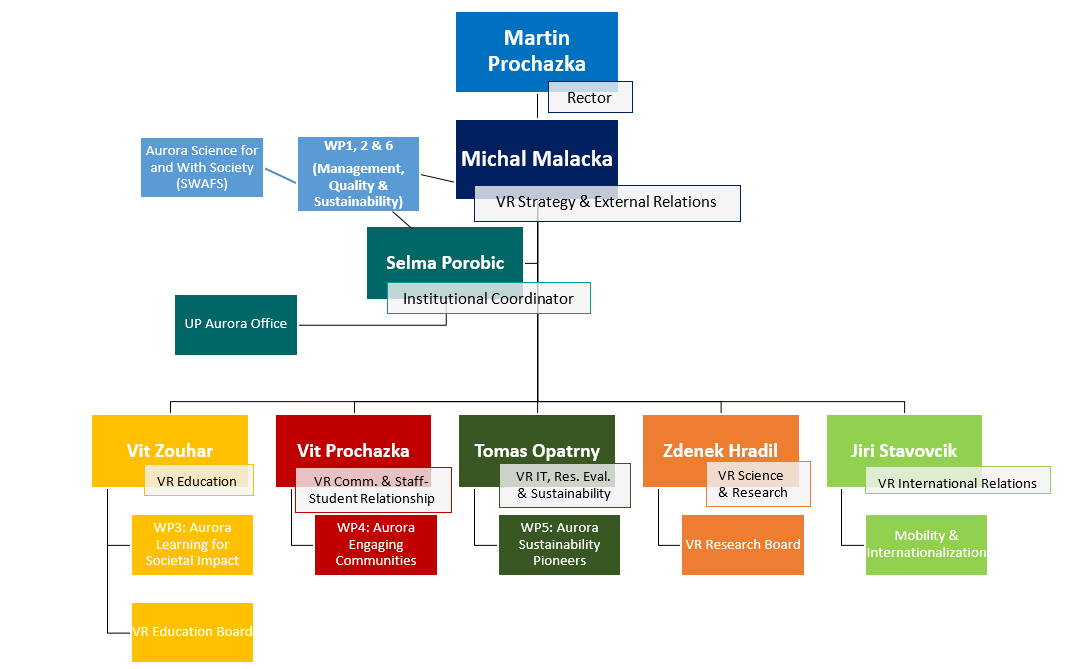 Martin
Prochazka
Rector
Michal Malacka
VR Strategy & External Relations
Aurora Science for
and With Society
(SWAFS)
WP1, 2 & 6
(Management,
Quality &
Sustainability)
Selma Porobic
Institutional Coordinator
UP Aurora Office
Vit Zouhar
VR Education
WP3: Aurora
Learning for
Societal Impact
VR Education Board
Vit Prochazka
VR Comm. & Staff-
Student Relationship
WP4: Aurora
Engaging
Communities
Tomas Opatrny
VR IT, Res. Eval.
& Sustainability
WP5: Aurora
Sustainability
Pioneers
Zdenek Hradil
VR Science
& Research
VR Research Board
Jiri Stavovcik
VR International Relations
Mobility &
Internationalization